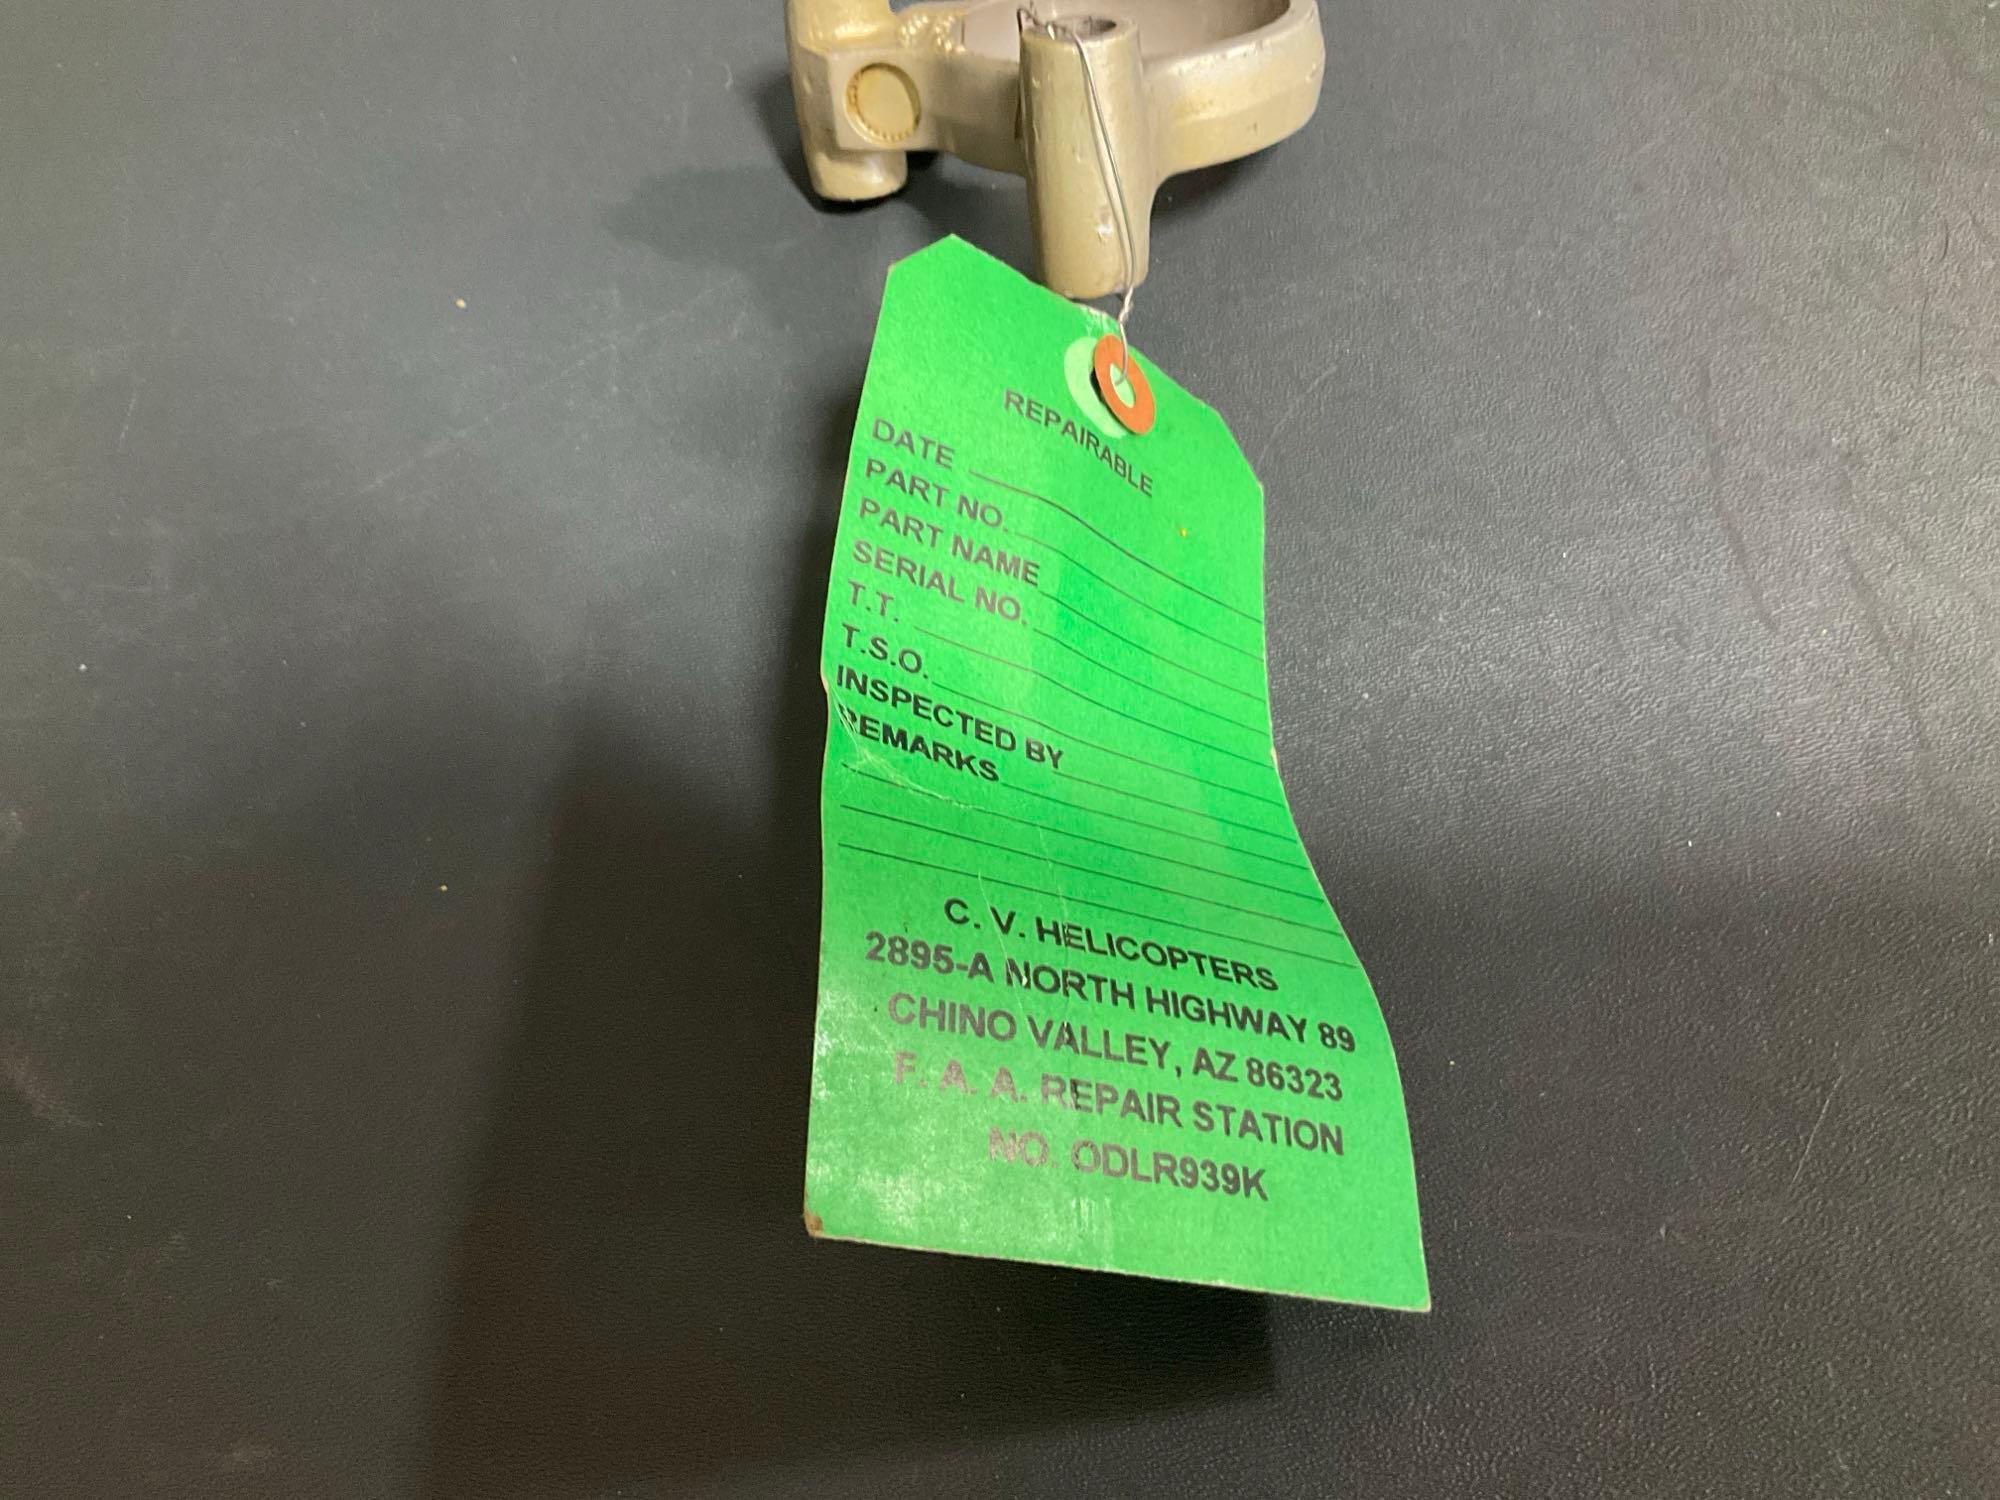 REPAIRABLE
DATE
PART NO.
PART NAME
SERIAL NO.
T.T.
T.S.O.
INSPECTED BY
REMARKS
C. V. HELICOPTERS
2895-A NORTH HIGHWAY 89
CHINO VALLEY, AZ 86323
F. A. A. REPAIR STATION
NO. ODLR939K